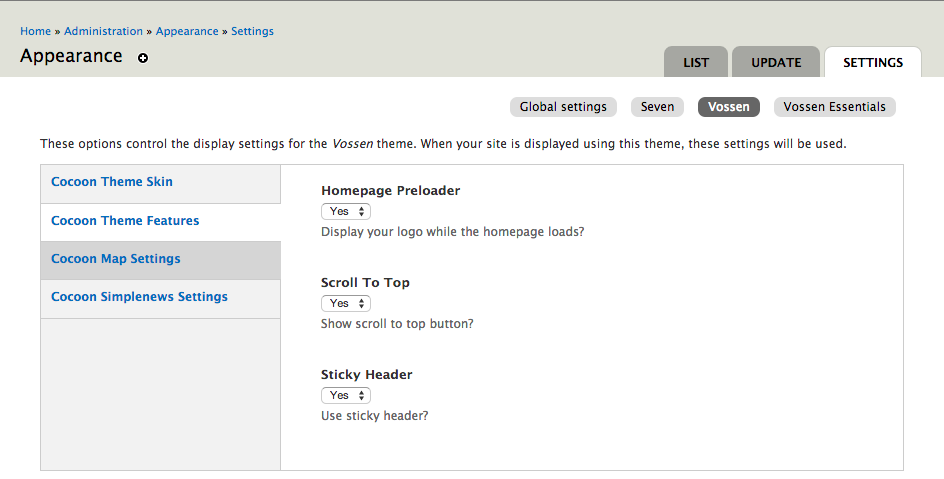 Home » Administration » Appearance » Settings
Appearance
LIST UPDATE SETTINGS
Global settings Seven Vossen Vossen Essentials
These options control the display settings for the Vossen theme. When your site is displayed using this theme, these settings will be used.
Cocoon Theme Skin
Cocoon Theme Features
Cocoon Map Settings
Cocoon Simplenews Settings
Homepage Preloader
Yes
Display your logo while the homepage loads?
Scroll To Top
Yes
Show scroll to top button?
Sticky Header
Yes
Use sticky header?